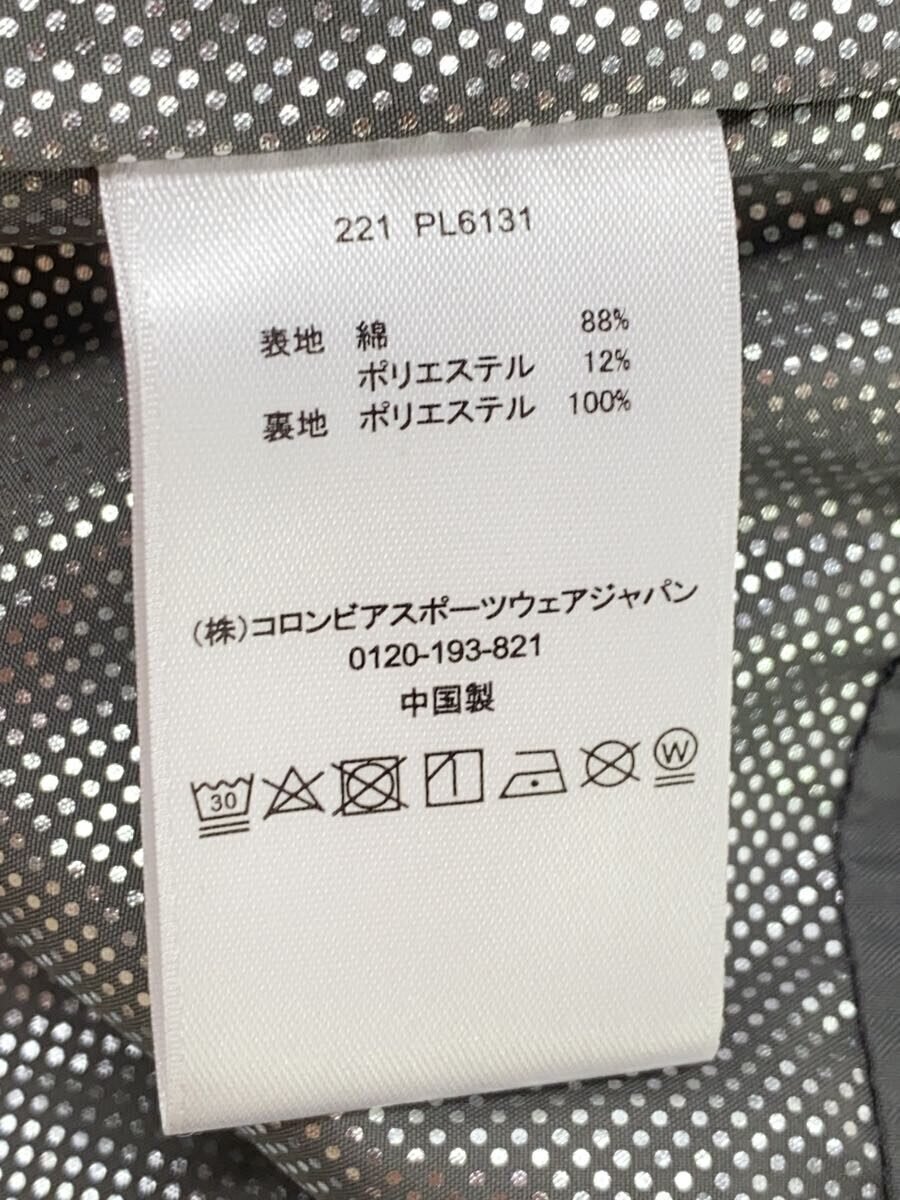 221 PL6131
表地 綿 88%
ポリエステル 12%
裏地 ポリエステル 100%
(株)コロンビアスポーツウェアジャパン
0120-193-821
中国製
30 W